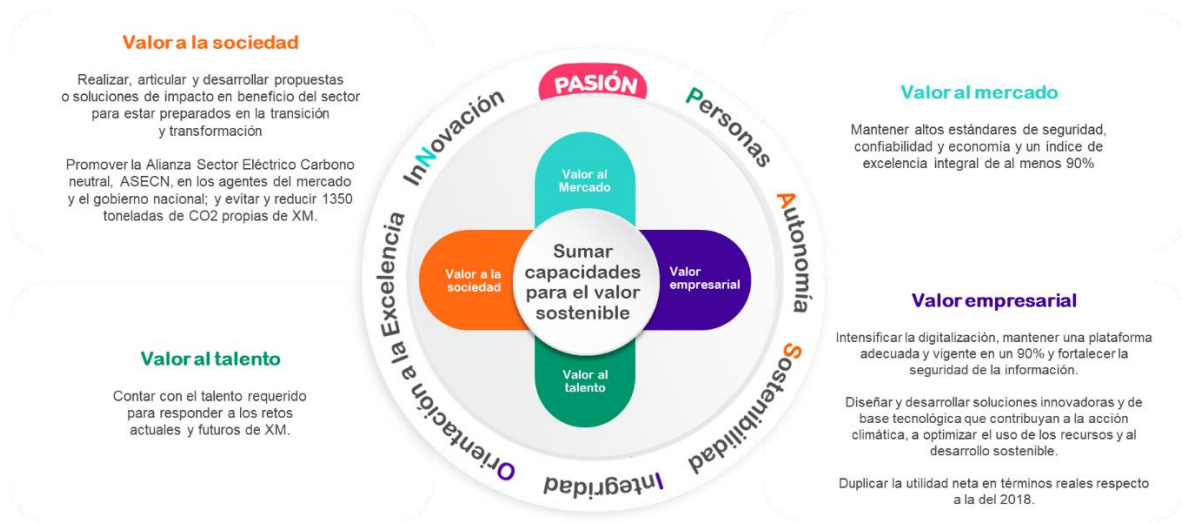 Valor a la sociedad
Realizar, articular y desarrollar propuestas
o soluciones de impacto en beneficio del sector
para estar preparados en la transición
y transformación
Promover la Alianza Sector Eléctrico Carbono
neutral, ASECN, en los agentes del mercado
y el gobierno nacional; y evitar y reducir 1350
toneladas de CO2 propias de XM.
Valor al talento
Contar con el talento requerido
para responder a los retos
actuales y futuros de XM.
PASIÓN
Personas
Autonomía
Sostenibilidad
Integridad
Orientación a la Excelencia
InNovación
Valor al
Mercado
Valor a la
sociedad
Sumar
capacidades
para el valor
sostenible
Valor
empresarial
Valor al
talento
Valor al mercado
Mantener altos estándares de seguridad,
confiabilidad y economía y un índice de
excelencia integral de al menos 90%
Valor empresarial
Intensificar la digitalización, mantener una plataforma
adecuada y vigente en un 90% y fortalecer la
seguridad de la información.
Diseñar y desarrollar soluciones innovadoras y de
base tecnológica que contribuyan a la acción
climática, a optimizar el uso de los recursos y al
desarrollo sostenible.
Duplicar la utilidad neta en términos reales respecto
a la del 2018.